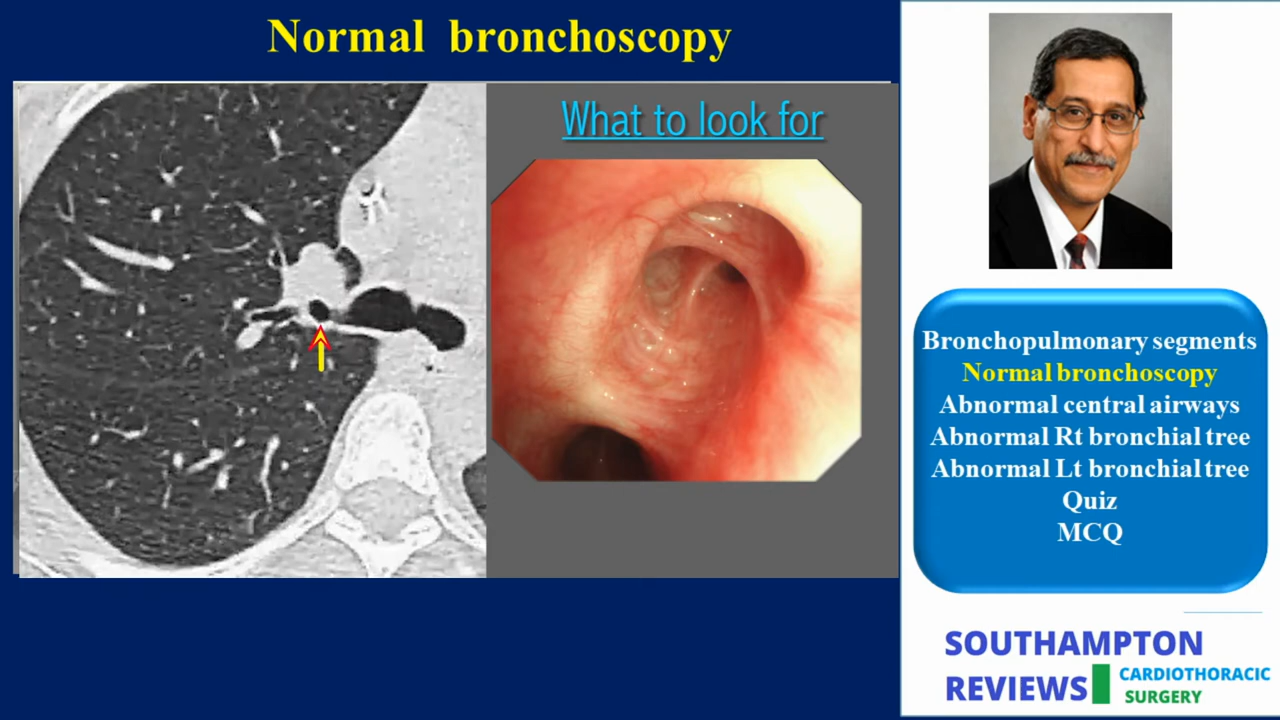 Normal bronchoscopy
What to look for
Bronchopulmonary segments
Normal bronchoscopy
Abnormal central airways
Abnormal Rt bronchial tree
Abnormal Lt bronchial tree
Quiz
MCQ
SOUTHAMPTON
REVIEWS
CARDIOTHORACIC
SURGERY